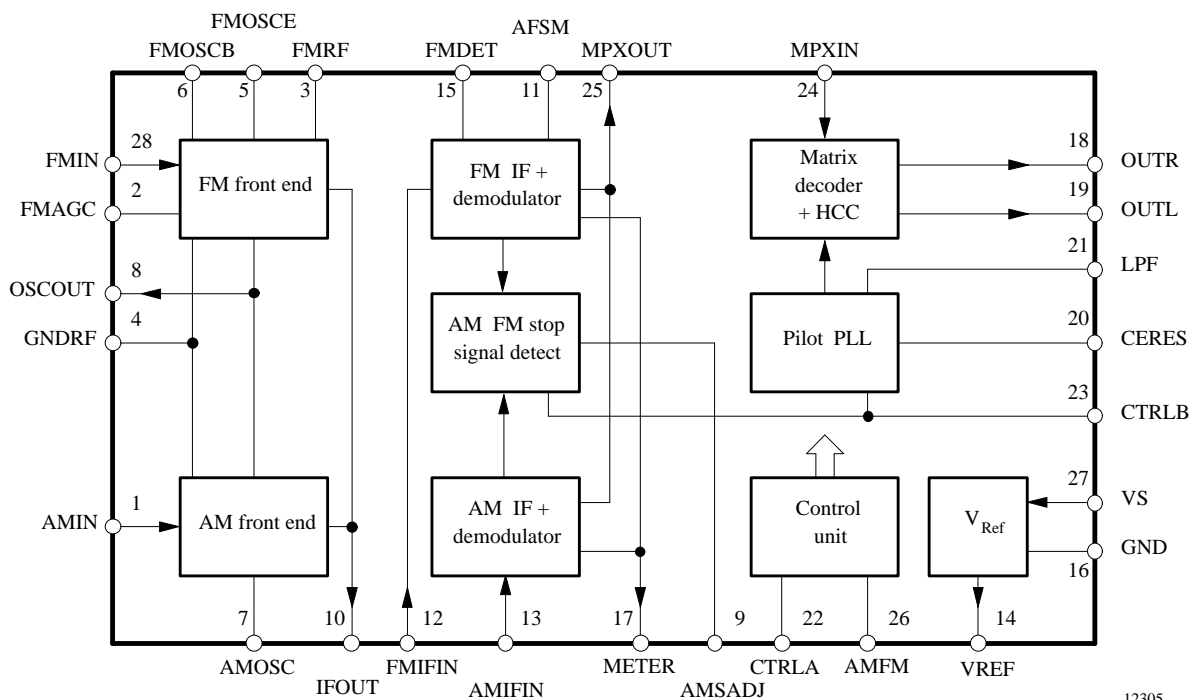 FMOSCE
AFSM
FMOSCB
FMRF
FMDET
MPXOUT
MPXIN
6
5
3
15
11
25
24
28
18
FMIN
FM front end
FM IF +
demodulator
Matrix
decoder
+ HCC
OUTR
2
19
FMAGC
OUTL
21
8
LPF
OSCOUT
4
AM FM stop
signal detect
Pilot PLL
20
GNDRF
CERES
23
CTRLB
1
27
AMIN
AM front end
AM IF +
demodulator
Control
unit
VRef
VS
GND
16
7
10
12
13
17
9
22
26
14
AMOSC
FMIFIN
METER
CTRLA
AMFM
VREF
IFOUT
AMIFIN
AMSADJ
12305